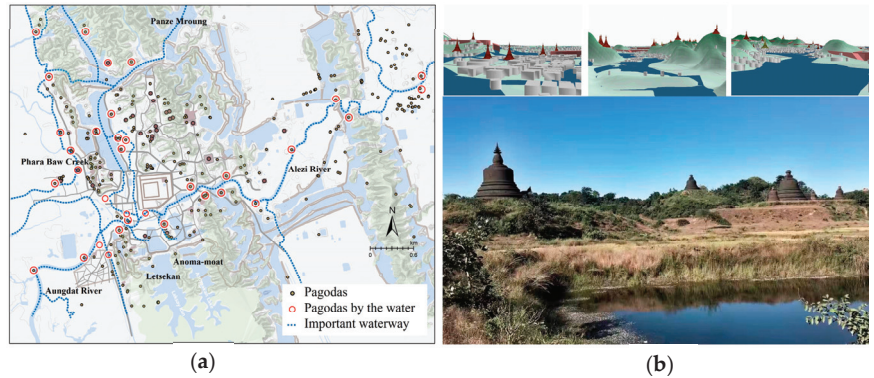 Panze Mroung
Phara Baw Creek
Alezi River
N
km
0 0.6
Anoma-moat
Letsekan
Aungdat River
Pagodas
Pagodas by the water
Important waterway
(a)
(b)